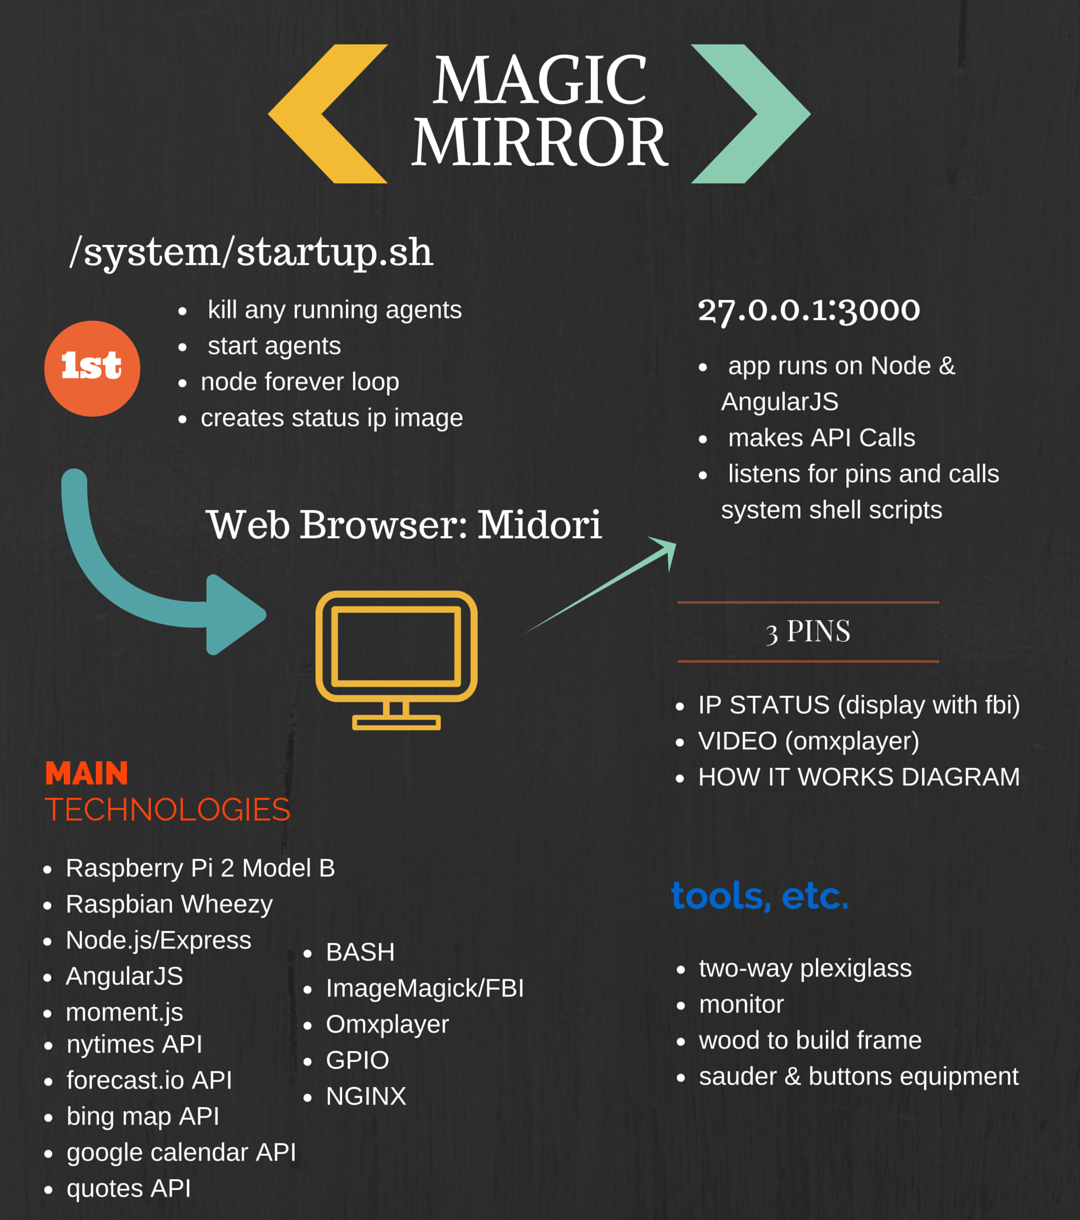 MAGIC
MIRROR
/system/startup.sh
1st
kill any running agents
start agents
node forever loop
creates status ip image
Web Browser: Midori
27.0.0.1:3000
app runs on Node &
AngularJS
makes API Calls
listens for pins and calls
system shell scripts
3 PINS
IP STATUS (display with fbi)
VIDEO (omxplayer)
HOW IT WORKS DIAGRAM
MAIN
TECHNOLOGIES
Raspberry Pi 2 Model B
Raspbian Wheezy
Node.js/Express
AngularJS
moment.js
nytimes API
forecast.io API
bing map API
google calendar API
quotes API
BASH
ImageMagick/FBI
Omxplayer
GPIO
NGINX
tools, etc.
two-way plexiglass
monitor
wood to build frame
sauder & buttons equipment